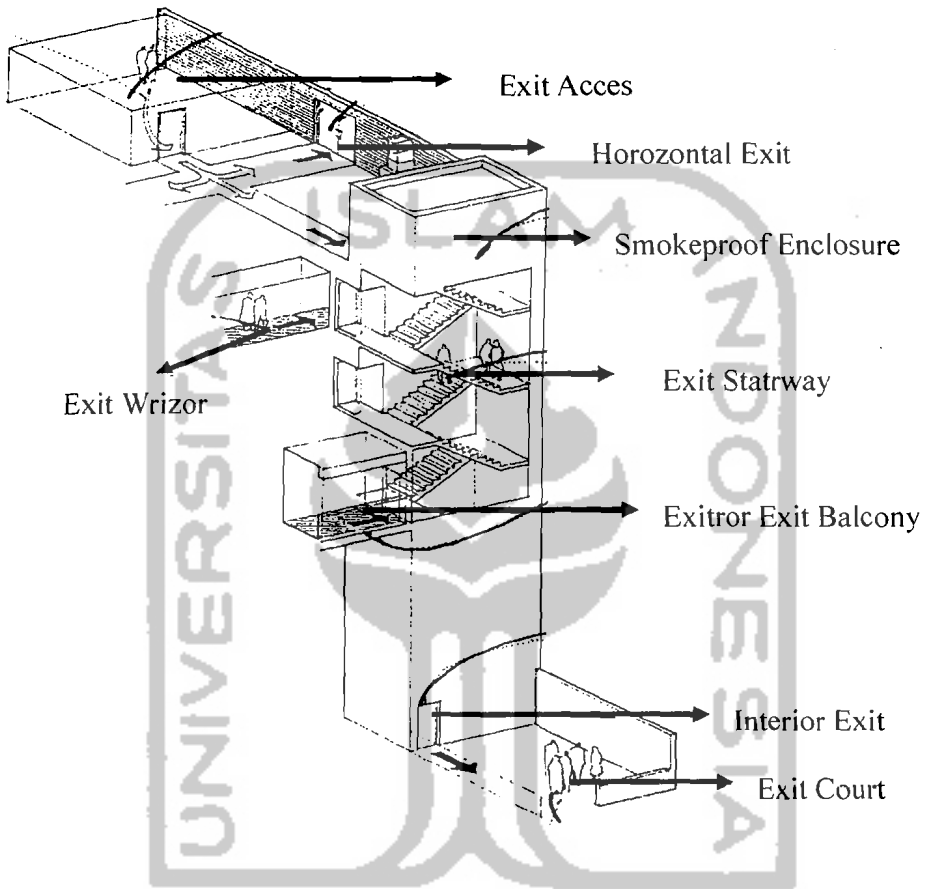 Exit Acces
Horozontal Exit
Smokeproof Enclosure
Exit Statrway
Exit Wrizor
Exitror Exit Balcony
Interior Exit
Exit Court
UNIVERSITAS
ISLAM
INDONESIA